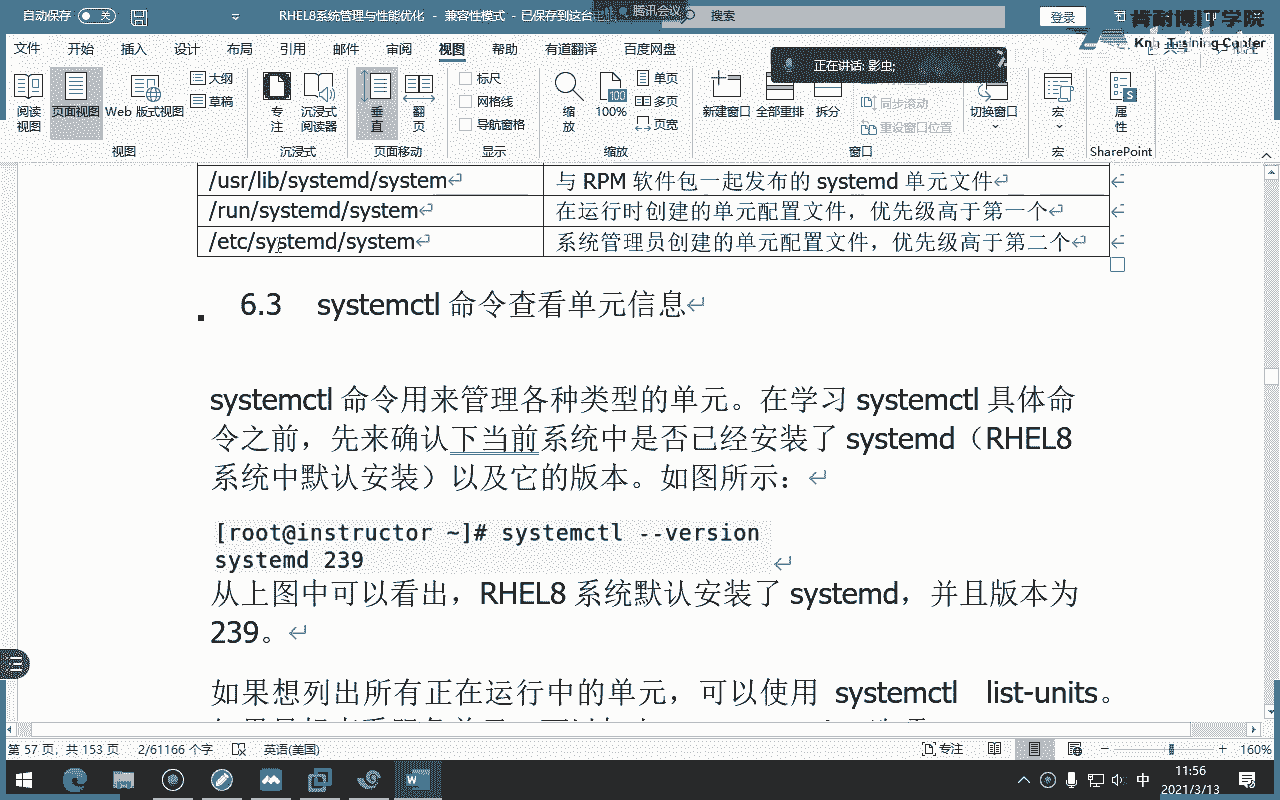 自动保存 关 RHEL8系统管理与性能优化 - 兼容性模式 - 已保存到这台 腾讯会议 搜索 登录
肯耐博IT学院
文件 开始 插入 设计 布局 引用 邮件 审阅 视图 帮助 有道翻译 百度网盘 共享
正在讲话: 影虫;
阅读视图 页面视图 Web 版式视图 大纲 草稿 专注 沉浸式阅读器 垂直 翻页 标尺 网格线 导航窗格 缩放 100% 单页 多页 页宽 新建窗口 全部重排 拆分 同步滚动 重设窗口位置 切换窗口 宏 属性
视图 沉浸式 页面移动 显示 缩放 窗口 宏 SharePoint
/usr/lib/systemd/system 与 RPM 软件包一起发布的 systemd 单元文件
/run/systemd/system 在运行时创建的单元配置文件，优先级高于第一个
/etc/systemd/system 系统管理员创建的单元配置文件，优先级高于第二个
6.3 systemctl 命令查看单元信息
systemctl 命令用来管理各种类型的单元。在学习 systemctl 具体命
令之前，先来确认下当前系统中是否已经安装了 systemd（RHEL8
系统中默认安装）以及它的版本。如图所示：
[root@instructor ~]# systemctl --version
systemd 239
从上图中可以看出，RHEL8 系统默认安装了 systemd，并且版本为
239。
如果想列出所有正在运行中的单元，可以使用 systemctl list-units。
第 57 页，共 153 页 2/61166 个字 英语(美国) 专注 160%
中 11:56
2021/3/13